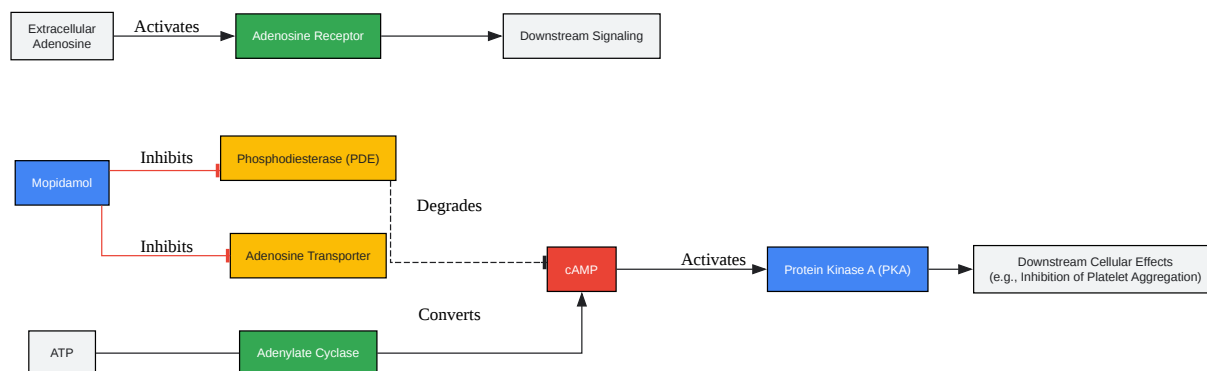 Extracellular
Adenosine
Activates
Adenosine Receptor
Downstream Signaling
Mopidamol
Inhibits
Phosphodiesterase (PDE)
Degrades
Inhibits
Adenosine Transporter
cAMP
Activates
Protein Kinase A (PKA)
Downstream Cellular Effects
(e.g., Inhibition of Platelet Aggregation)
Converts
ATP
Adenylate Cyclase